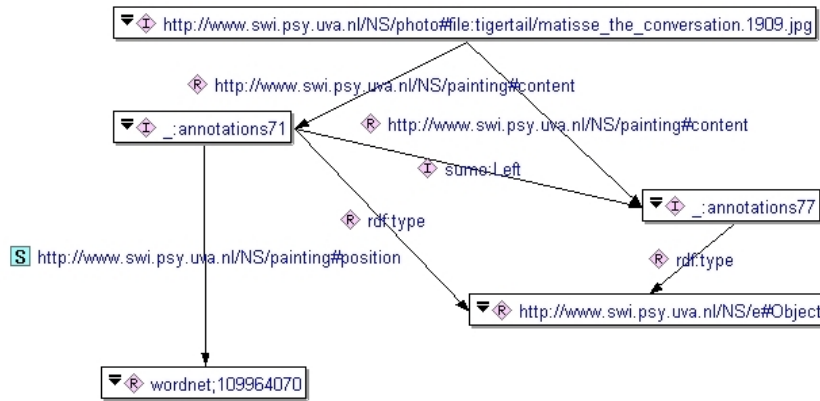 I http://www.swi.psy.uva.nl/NS/photo#file:tigertail/matisse_the_conversation.1909.jpg
R http://www.swi.psy.uva.nl/NS/painting#content
R http://www.swi.psy.uva.nl/NS/painting#content
I _:annotations71
I sumo:Left
I _:annotations77
R rdf:type
S http://www.swi.psy.uva.nl/NS/painting#position
R rdf:type
R http://www.swi.psy.uva.nl/NS/e#Object
R wordnet;109964070